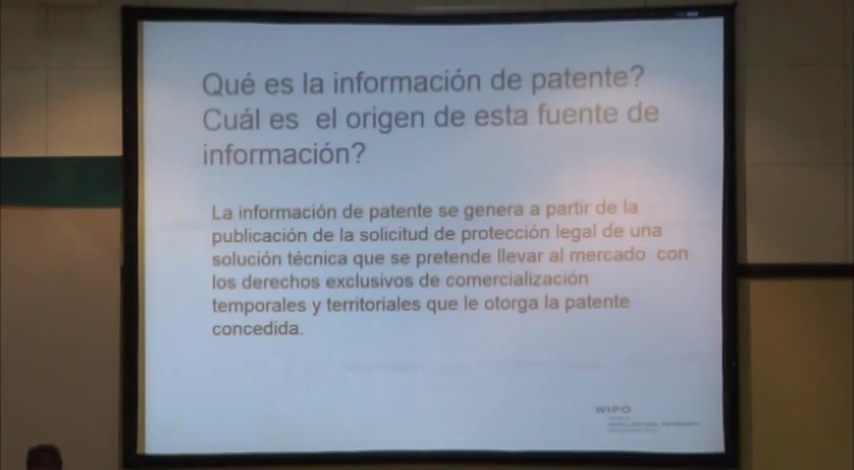 Qué es la información de patente?
Cuál es el origen de esta fuente de
información?
La información de patente se genera a partir de la
publicación de la solicitud de protección legal de una
solución técnica que se pretende llevar al mercado con
los derechos exclusivos de comercialización
temporales y territoriales que le otorga la patente
concedida.
WIPO
INTELLECTUAL PROPERTY